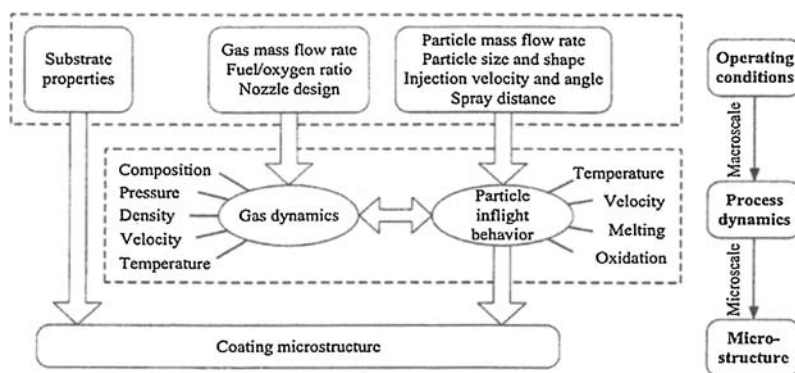 Substrate
properties
Gas mass flow rate
Fuel/oxygen ratio
Nozzle design
Particle mass flow rate
Particle size and shape
Injection velocity and angle
Spray distance
Operating
conditions
Macroscale
Composition
Pressure
Density
Velocity
Temperature
Gas dynamics
Particle
inflight
behavior
Temperature
Velocity
Melting
Oxidation
Process
dynamics
Microscale
Coating microstructure
Micro-
structure